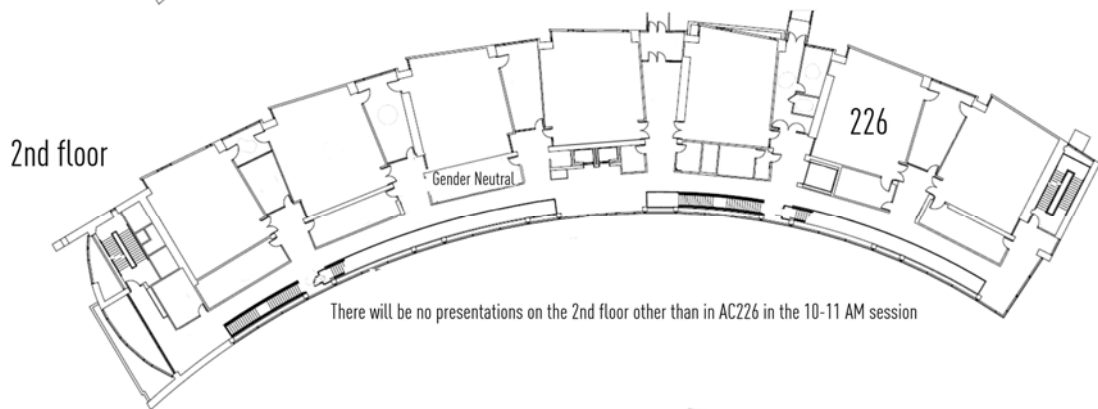 226
2nd floor
Gender Neutral
There will be no presentations on the 2nd floor other than in AC226 in the 10-11 AM session